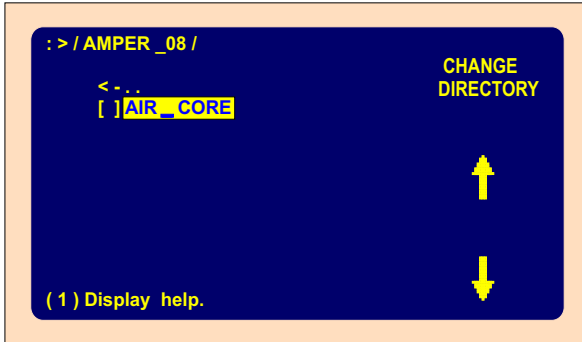 : > / AMPER _08 /
CHANGE
DIRECTORY
< - . .
[ ] AIR _ CORE
( 1 ) Display help.